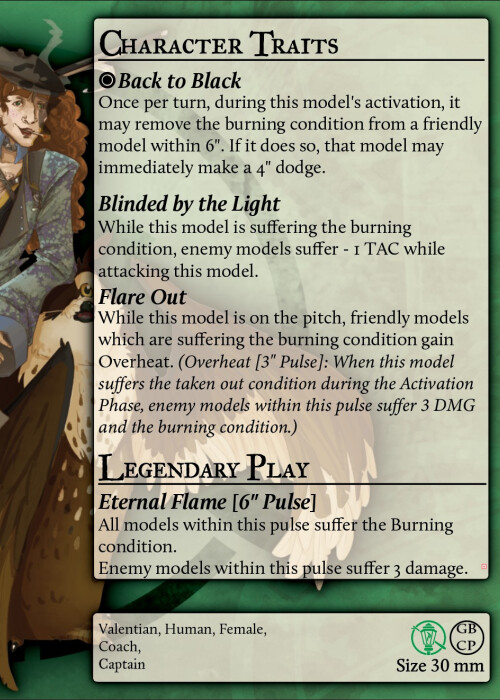 Character Traits
Back to Black
Once per turn, during this model's activation, it
may remove the burning condition from a friendly
model within 6". If it does so, that model may
immediately make a 4" dodge.
Blinded by the Light
While this model is suffering the burning
condition, enemy models suffer - 1 TAC while
attacking this model.
Flare Out
While this model is on the pitch, friendly models
which are suffering the burning condition gain
Overheat. (Overheat [3" Pulse]: When this model
suffers the taken out condition during the Activation
Phase, enemy models within this pulse suffer 3 DMG
and the burning condition.)
Legendary Play
Eternal Flame [6" Pulse]
All models within this pulse suffer the Burning
condition.
Enemy models within this pulse suffer 3 damage.
Valentian, Human, Female,
Coach,
Captain
GB
CP
Size 30 mm